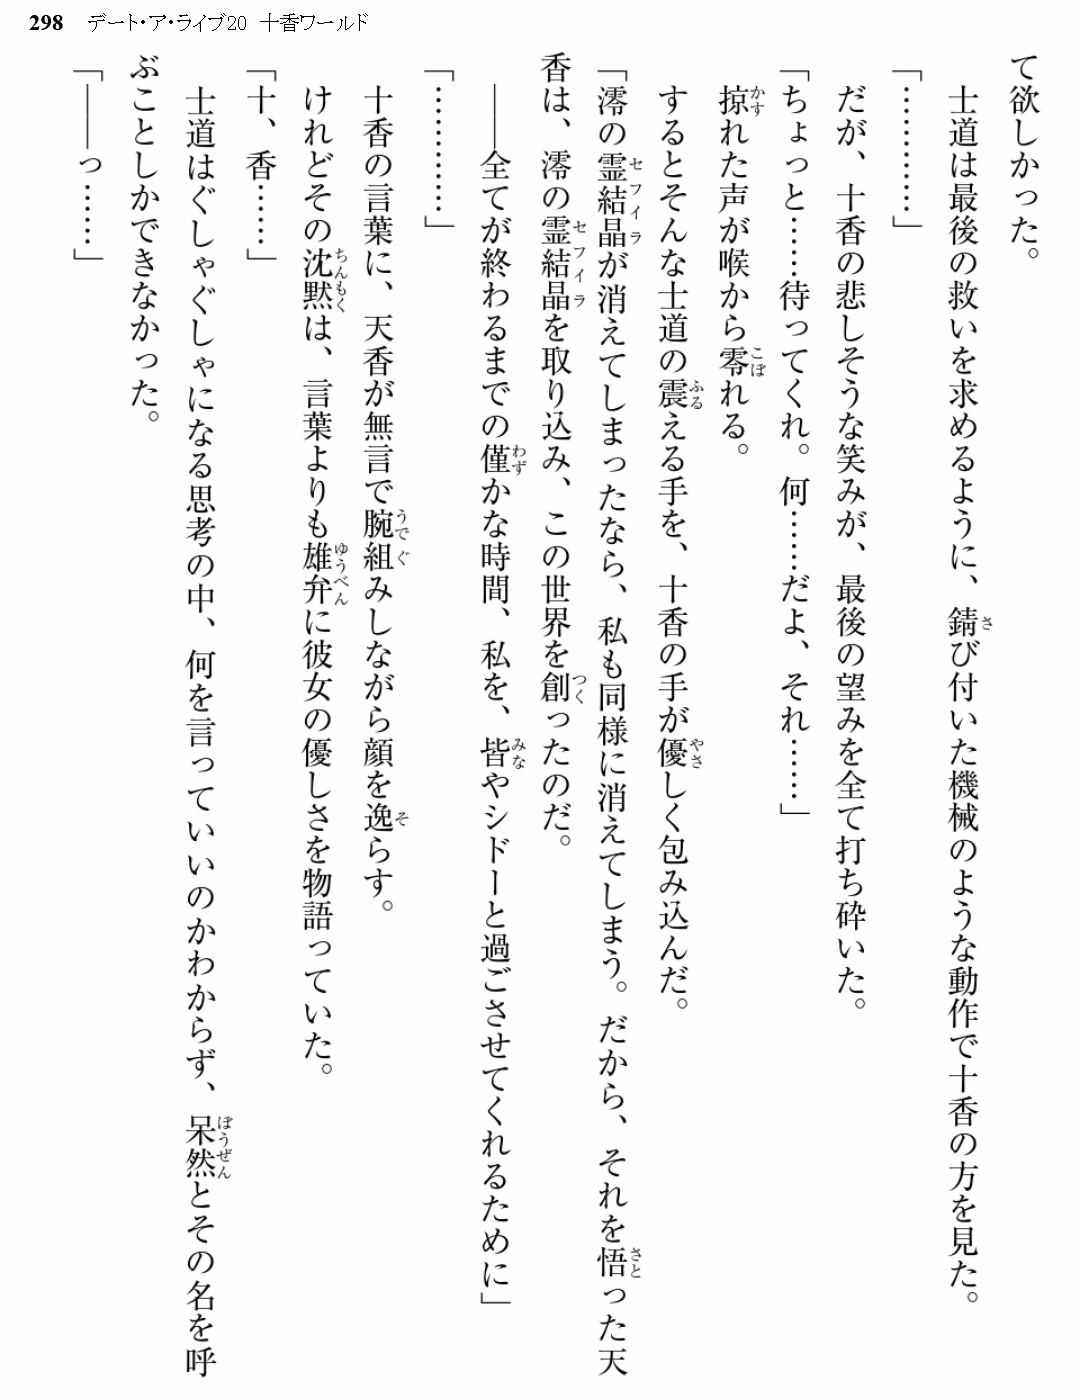 298 デート・ア・ライブ20 十香ワールド
て欲しかった。
士道は最後の救いを求めるように、錆び付いた機械のような動作で十香の方を見た。
「…………」
だが、十香の悲しそうな笑みが、最後の望みを全て打ち砕いた。
「ちょっと……待ってくれ。何……だよ、それ……」
掠れた声が喉から零れる。
するとそんな士道の震える手を、十香の手が優しく包み込んだ。
「澪の霊結晶が消えてしまったなら、私も同様に消えてしまう。だから、それを悟った天
香は、澪の霊結晶を取り込み、この世界を創ったのだ。
――全てが終わるまでの僅かな時間、私を、皆やシドーと過ごさせてくれるために」
「…………」
十香の言葉に、天香が無言で腕組みしながら顔を逸らす。
けれどその沈黙は、言葉よりも雄弁に彼女の優しさを物語っていた。
「十、香……」
士道はぐしゃぐしゃになる思考の中、何を言っていいのかわからず、呆然とその名を呼
ぶことしかできなかった。
「――っ……」